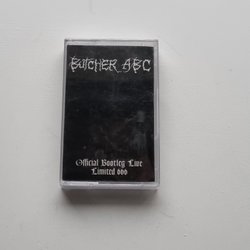 BUTCHER ABC
Official Bootleg Live
Limited 666